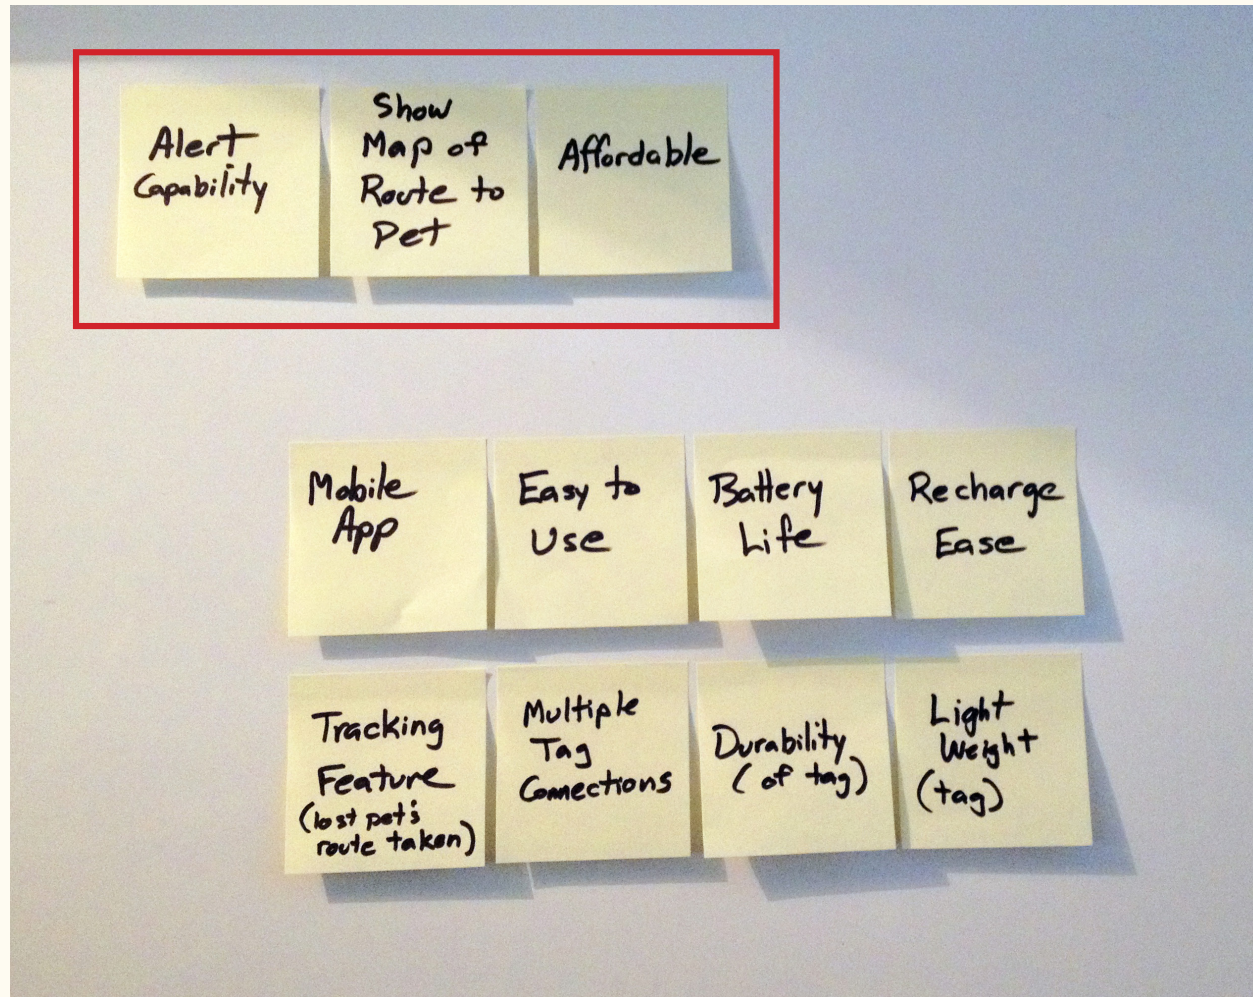 Alert
Capability
Show
Map of
Route to
Pet
Affordable
Mobile
App
Easy to
Use
Battery
Life
Recharge
Ease
Tracking
Feature
(lost pet's
route taken)
Multiple
Tag
Connections
Durability
(of tag)
Light
Weight
(tag)